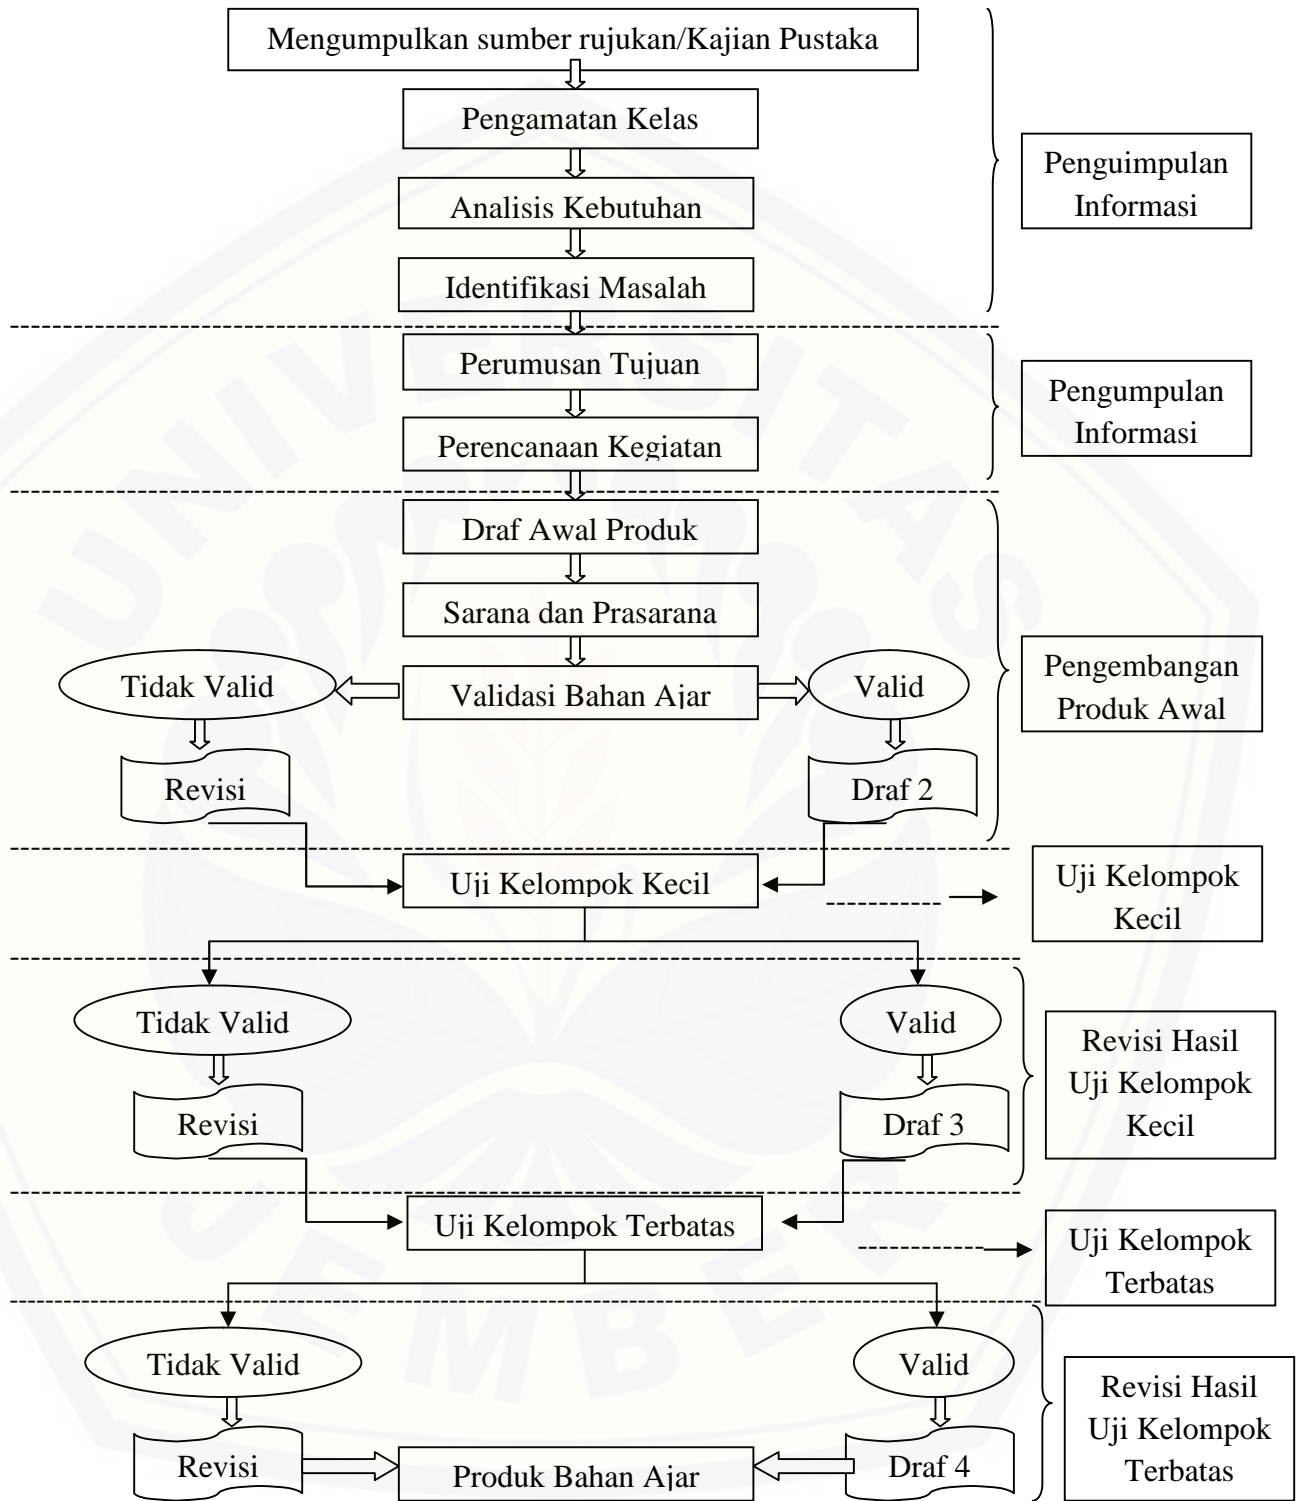 Mengumpulkan sumber rujukan/Kajian Pustaka
Pengamatan Kelas
Analisis Kebutuhan
Identifikasi Masalah
Penguimpulan
Informasi
Perumusan Tujuan
Perencanaan Kegiatan
Pengumpulan
Informasi
Draf Awal Produk
Sarana dan Prasarana
Tidak Valid
Validasi Bahan Ajar
Valid
Revisi
Draf 2
Pengembangan
Produk Awal
Uji Kelompok Kecil
Uji Kelompok
Kecil
Tidak Valid
Valid
Revisi
Draf 3
Revisi Hasil
Uji Kelompok
Kecil
Uji Kelompok Terbatas
Uji Kelompok
Terbatas
Tidak Valid
Valid
Revisi
Produk Bahan Ajar
Draf 4
Revisi Hasil
Uji Kelompok
Terbatas
UNIVERSITAS
JEMBER